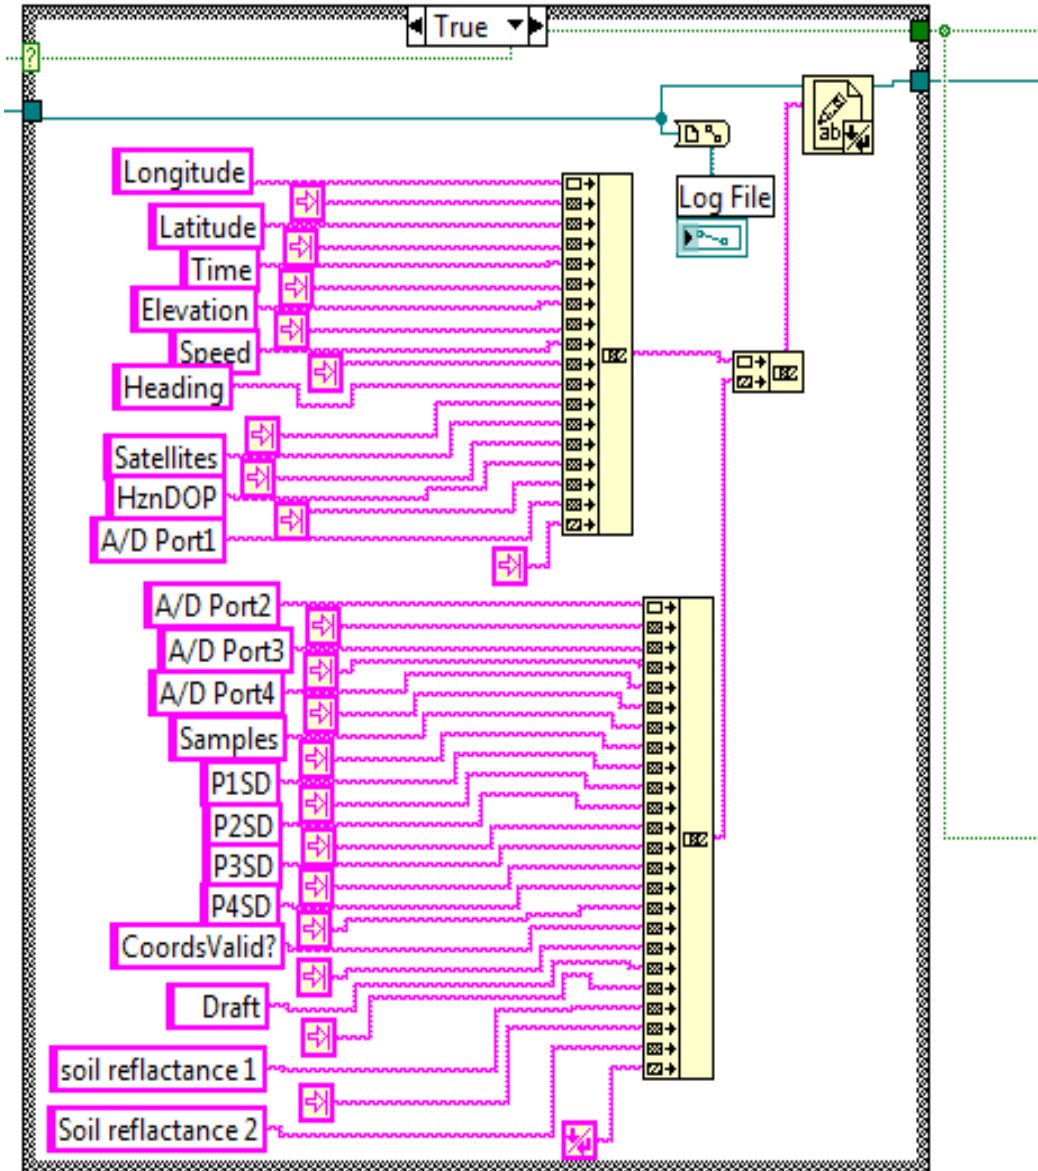 True
?
ab
Longitude
Log File
Latitude
Time
Elevation
Speed
Heading
Satellites
HznDOP
A/D Port1
A/D Port2
A/D Port3
A/D Port4
Samples
P1SD
P2SD
P3SD
P4SD
CoordsValid?
Draft
soil reflactance 1
Soil reflactance 2